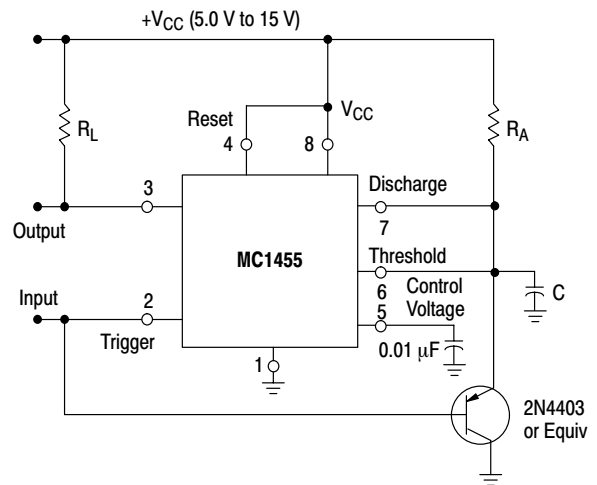 +VCC (5.0 V to 15 V)
Reset
VCC
RL
4
8
RA
3
Discharge
7
Output
MC1455
Threshold
6
C
Input
2
Control
Voltage
5
Trigger
0.01 μF
1
2N4403
or Equiv